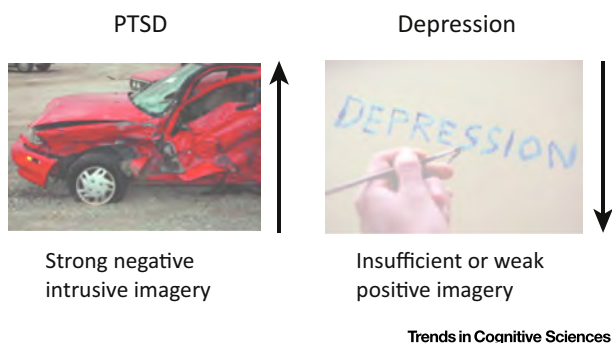 PTSD
Depression
DEPRESSION
Strong negative
intrusive imagery
Insufficient or weak
positive imagery
Trends in Cognitive Sciences